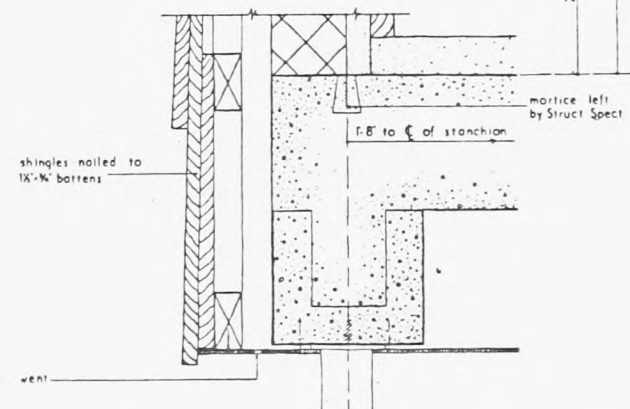 mortice left
by Struct Spect
1'-8" to ℄ of stanchion
shingles nailed to
1½"×¾" battens
vent